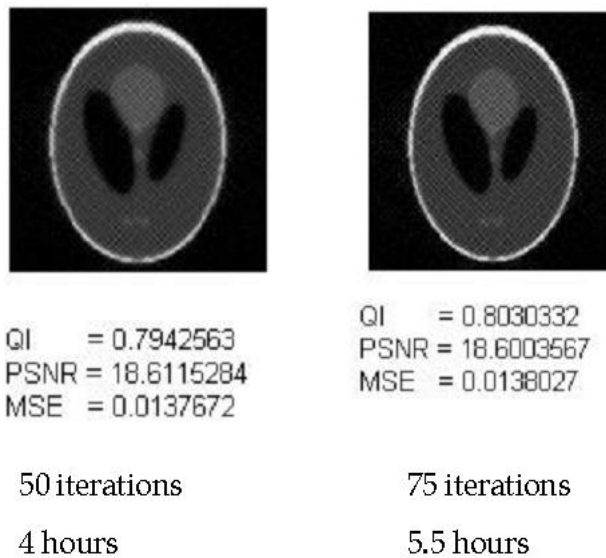 QI = 0.7942563
PSNR = 18.6115284
MSE = 0.0137672
50 iterations
4 hours
QI = 0.8030332
PSNR = 18.6003567
MSE = 0.0138027
75 iterations
5.5 hours